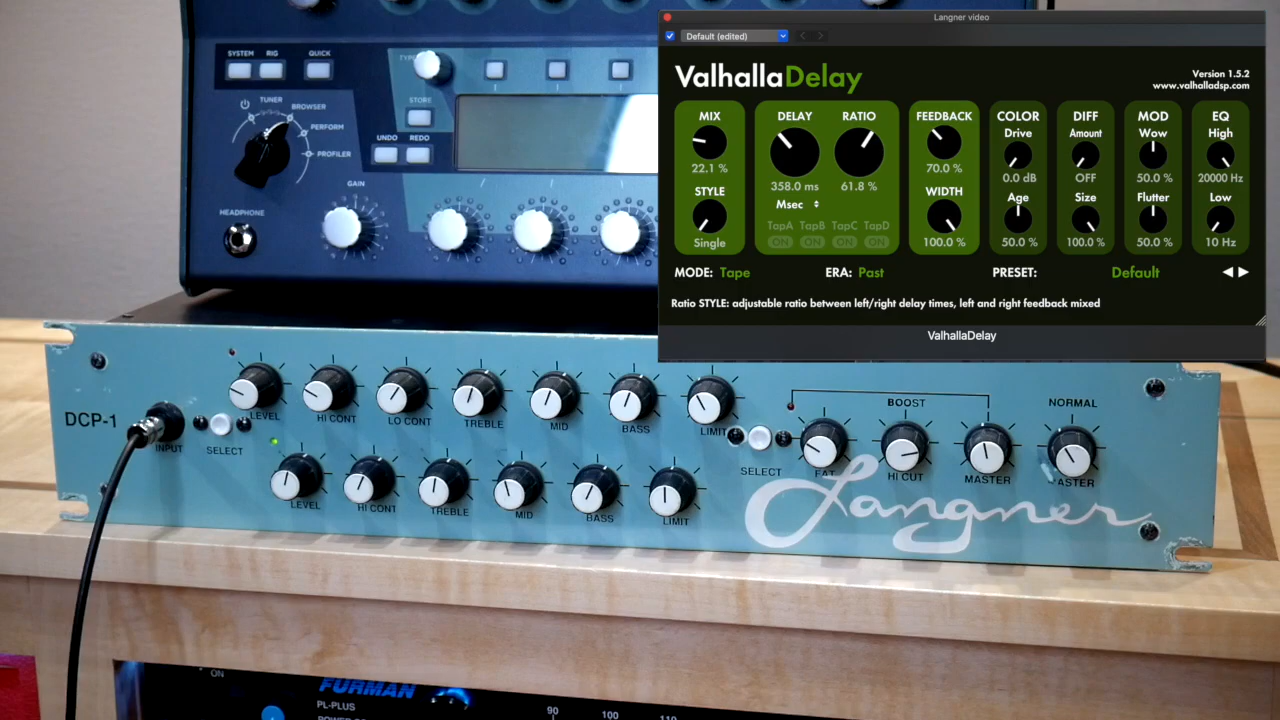 SYSTEM RIG QUICK
TYPE
STORE
TUNER
BROWSER
PERFORM
PROFILER
UNDO REDO
GAIN
HEADPHONE
Langner video
Default (edited)
ValhallaDelay
Version 1.5.2
www.valhalladsp.com
MIX
22.1 %
STYLE
Single
DELAY RATIO
358.0 ms 61.8 %
Msec
TapA TapB TapC TapD
ON ON ON ON
FEEDBACK
70.0 %
WIDTH
100.0 %
COLOR
Drive
0.0 dB
Age
50.0 %
DIFF
Amount
OFF
Size
100.0 %
MOD
Wow
50.0 %
Flutter
50.0 %
EQ
High
20000 Hz
Low
10 Hz
MODE: Tape ERA: Past PRESET: Default
Ratio STYLE: adjustable ratio between left/right delay times, left and right feedback mixed
ValhallaDelay
DCP-1
INPUT
SELECT
LEVEL HI CONT LO CONT TREBLE MID BASS LIMIT
LEVEL HI CONT TREBLE MID BASS LIMIT
SELECT
BOOST
NORMAL
FAT HI CUT MASTER
Langner
ON
FURMAN
PL-PLUS
90 100 110